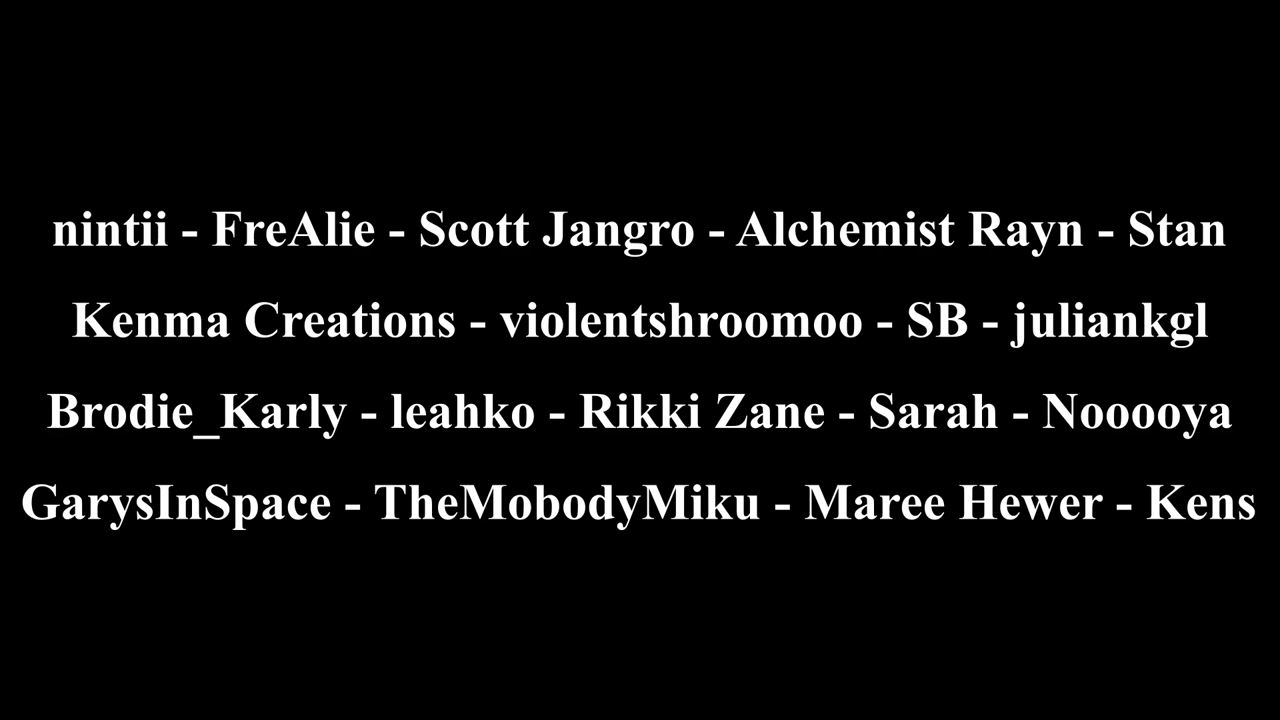 nintii - FreAlie - Scott Jangro - Alchemist Rayn - Stan
Kenma Creations - violentshroomoo - SB - juliankgl
Brodie_Karly - leahko - Rikki Zane - Sarah - Nooooya
GarysInSpace - TheMobodyMiku - Maree Hewer - Kens